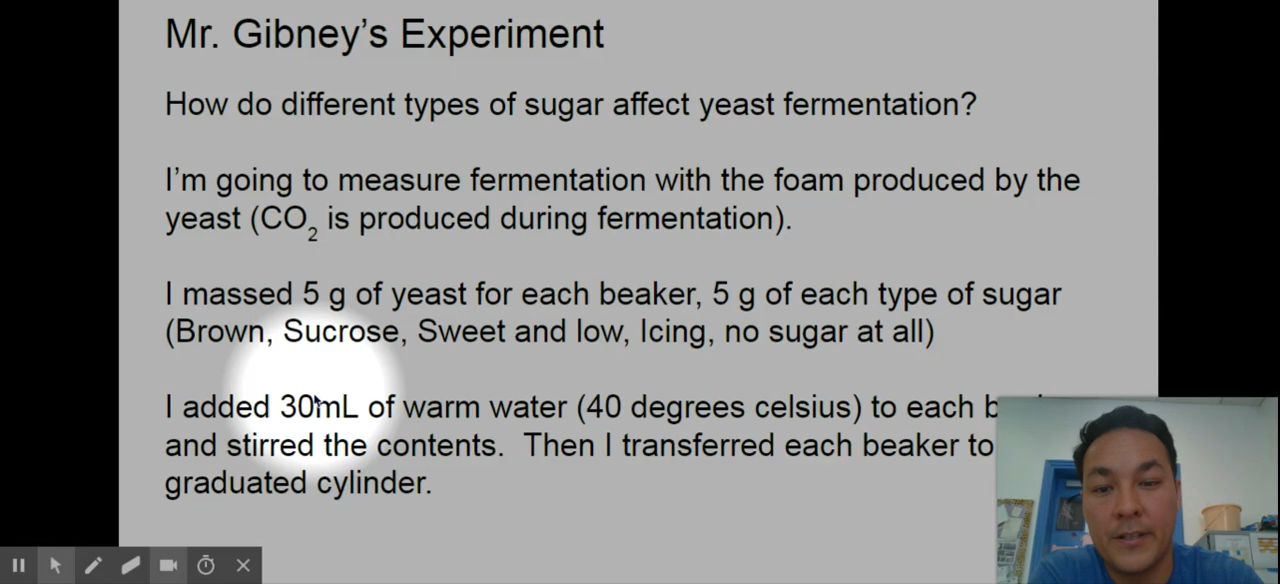 Mr. Gibney’s Experiment
How do different types of sugar affect yeast fermentation?
I’m going to measure fermentation with the foam produced by the
yeast (CO₂ is produced during fermentation).
I massed 5 g of yeast for each beaker, 5 g of each type of sugar
(Brown, Sucrose, Sweet and low, Icing, no sugar at all)
I added 30mL of warm water (40 degrees celsius) to each
and stirred the contents. Then I transferred each beaker to
graduated cylinder.